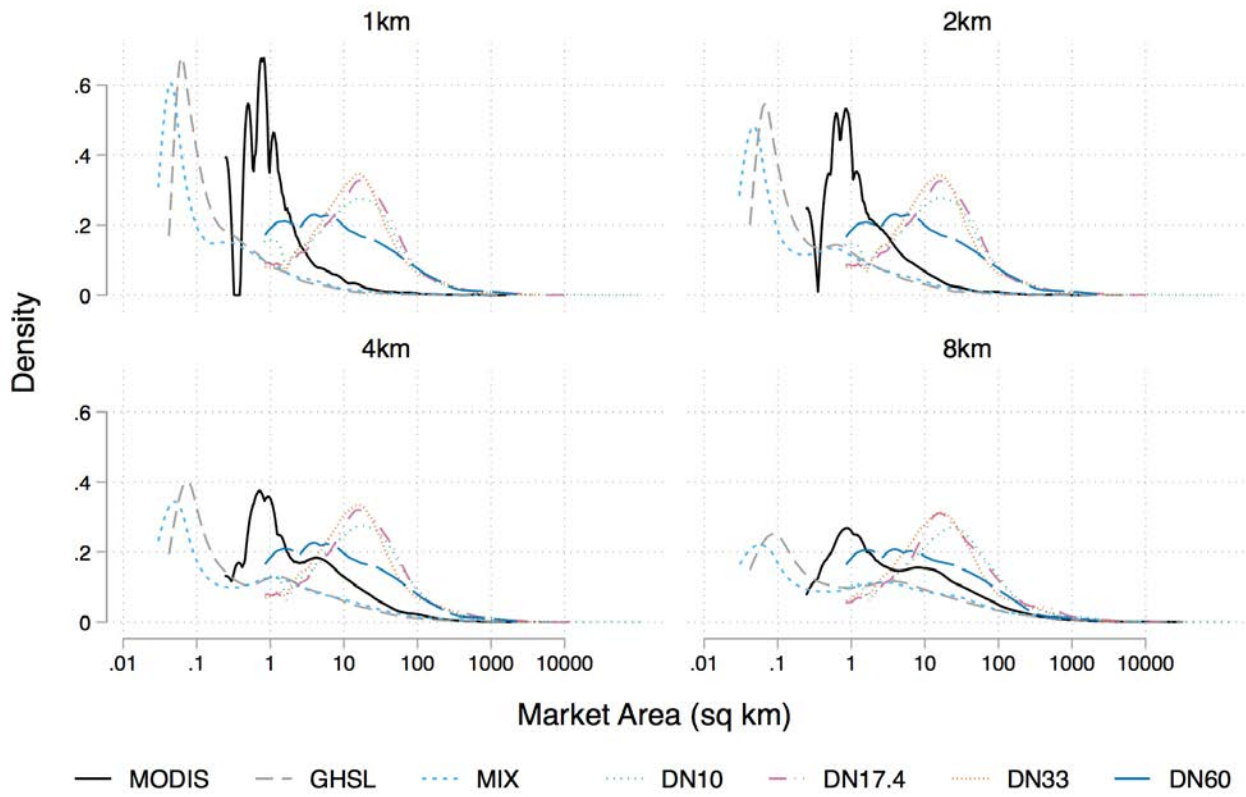 1km 2km
.6
.4
.2
0
Density
4km 8km
.6
.4
.2
0
.01 .1 1 10 100 1000 10000 .01 .1 1 10 100 1000 10000
Market Area (sq km)
MODIS GHSL MIX DN10 DN17.4 DN33 DN60